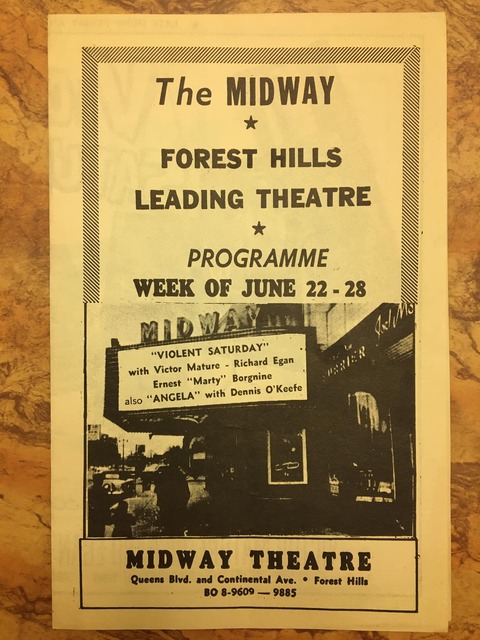 The MIDWAY
FOREST HILLS
LEADING THEATRE
PROGRAMME
WEEK OF JUNE 22 - 28
MIDWAY
"VIOLENT SATURDAY"
with Victor Mature - Richard Egan
Ernest "Marty" Borgnine
also "ANGELA" with Dennis O'Keefe
MIDWAY THEATRE
Queens Blvd. and Continental Ave. • Forest Hills
BO 8-9609 — 9885